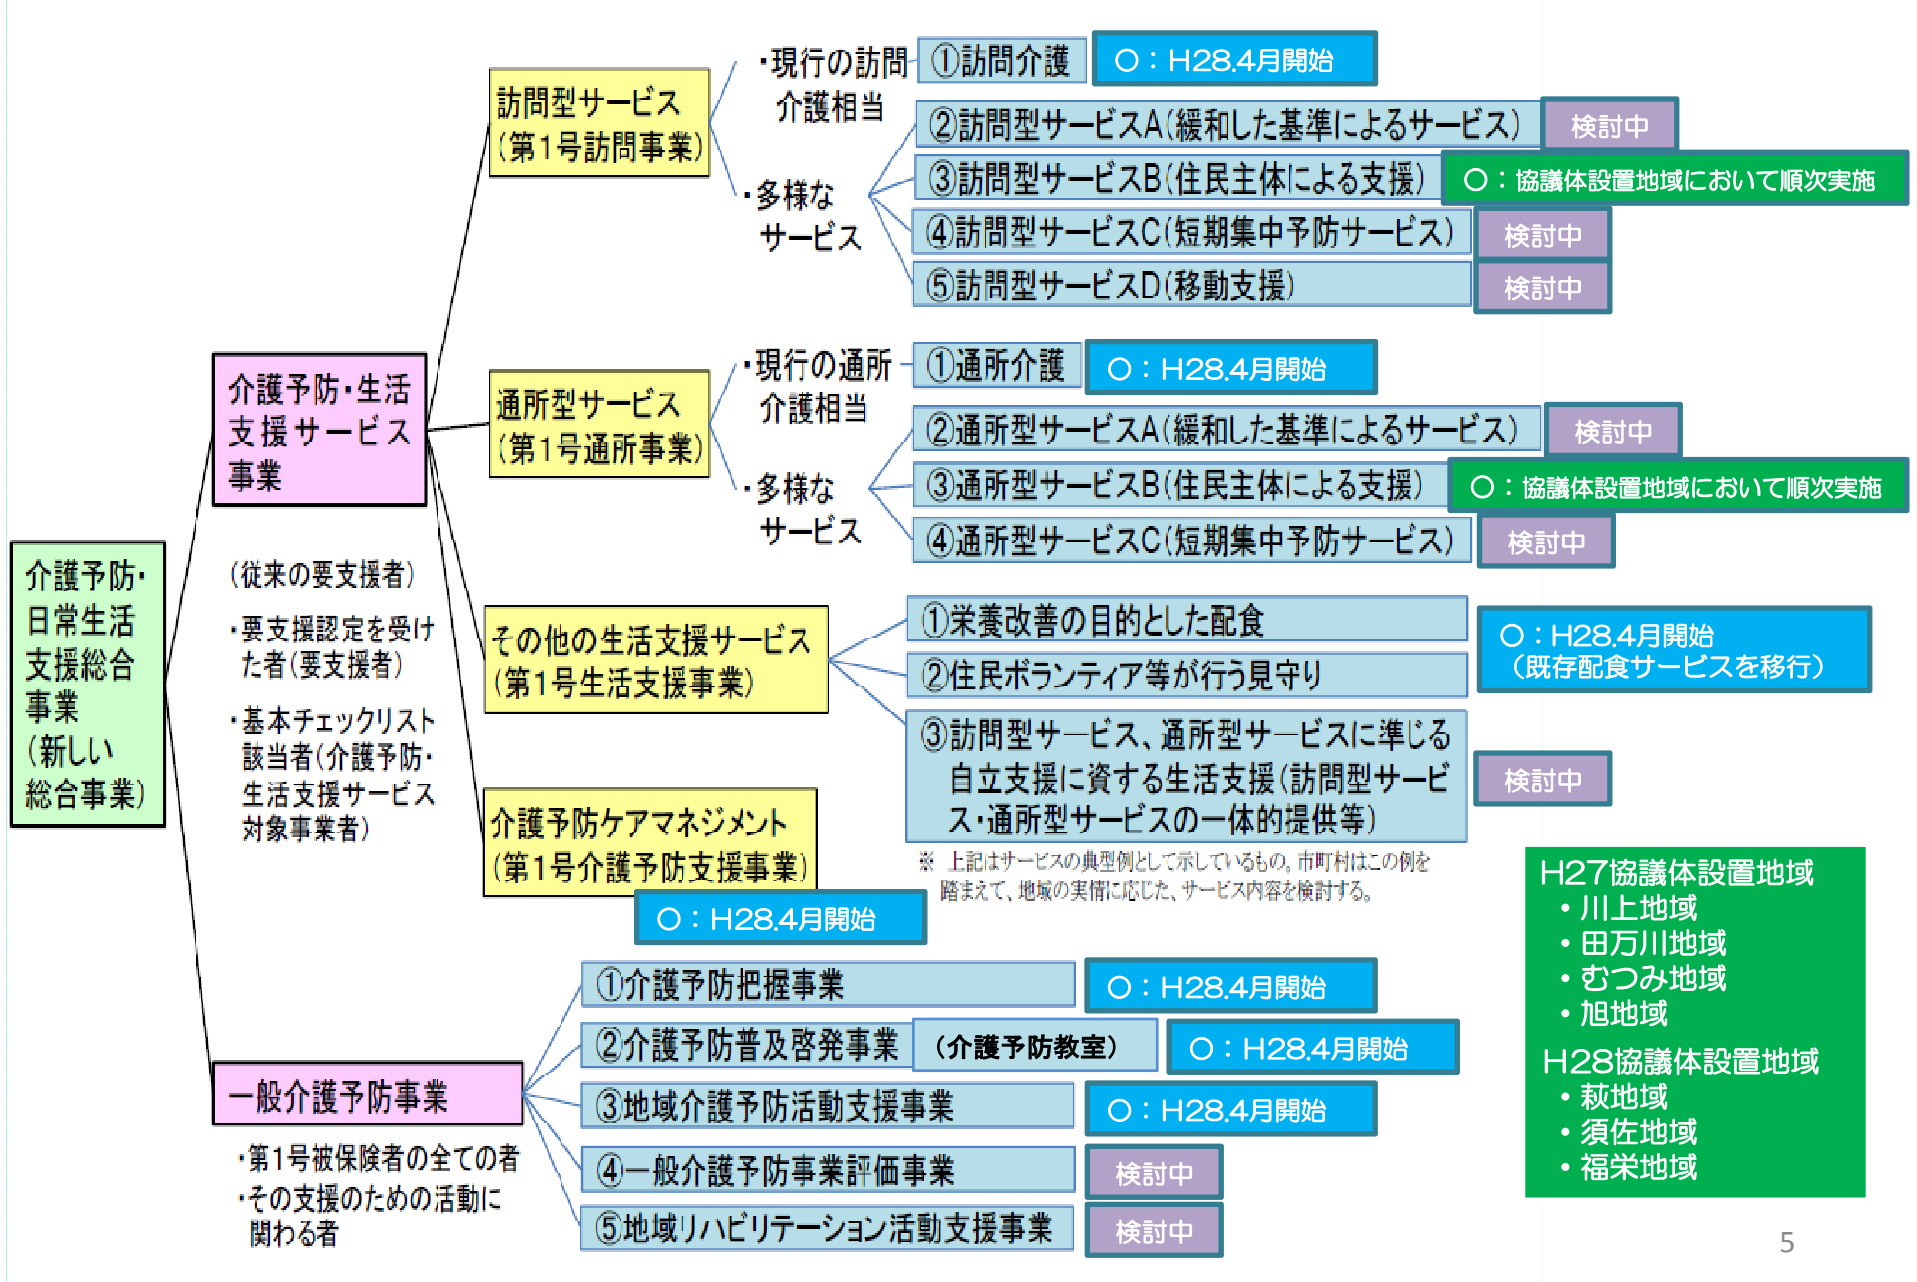 介護予防・
日常生活
支援総合
事業
（新しい
総合事業）
介護予防・生活
支援サービス
事業
（従来の要支援者）
・要支援認定を受け
た者（要支援者）
・基本チェックリスト
該当者（介護予防・
生活支援サービス
対象事業者）
訪問型サービス
（第１号訪問事業）
・現行の訪問
介護相当
①訪問介護
〇：H28.4月開始
・多様な
サービス
②訪問型サービスA（緩和した基準によるサービス）
検討中
③訪問型サービスB（住民主体による支援）
〇：協議体設置地域において順次実施
④訪問型サービスC（短期集中予防サービス）
検討中
⑤訪問型サービスD（移動支援）
検討中
通所型サービス
（第１号通所事業）
・現行の通所
介護相当
①通所介護
〇：H28.4月開始
・多様な
サービス
②通所型サービスA（緩和した基準によるサービス）
検討中
③通所型サービスB（住民主体による支援）
〇：協議体設置地域において順次実施
④通所型サービスC（短期集中予防サービス）
検討中
その他の生活支援サービス
（第１号生活支援事業）
①栄養改善の目的とした配食
②住民ボランティア等が行う見守り
〇：H28.4月開始
（既存配食サービスを移行）
③訪問型サービス、通所型サービスに準じる
自立支援に資する生活支援（訪問型サービ
ス・通所型サービスの一体的提供等）
検討中
※　上記はサービスの典型例として示しているもの。市町村はこの例を
踏まえて、地域の実情に応じた、サービス内容を検討する。
介護予防ケアマネジメント
（第１号介護予防支援事業）
〇：H28.4月開始
一般介護予防事業
・第１号被保険者の全ての者
・その支援のための活動に
関わる者
①介護予防把握事業
〇：H28.4月開始
②介護予防普及啓発事業
（介護予防教室）
〇：H28.4月開始
③地域介護予防活動支援事業
〇：H28.4月開始
④一般介護予防事業評価事業
検討中
⑤地域リハビリテーション活動支援事業
検討中
H27協議体設置地域
・川上地域
・田万川地域
・むつみ地域
・旭地域
H28協議体設置地域
・萩地域
・須佐地域
・福栄地域
5